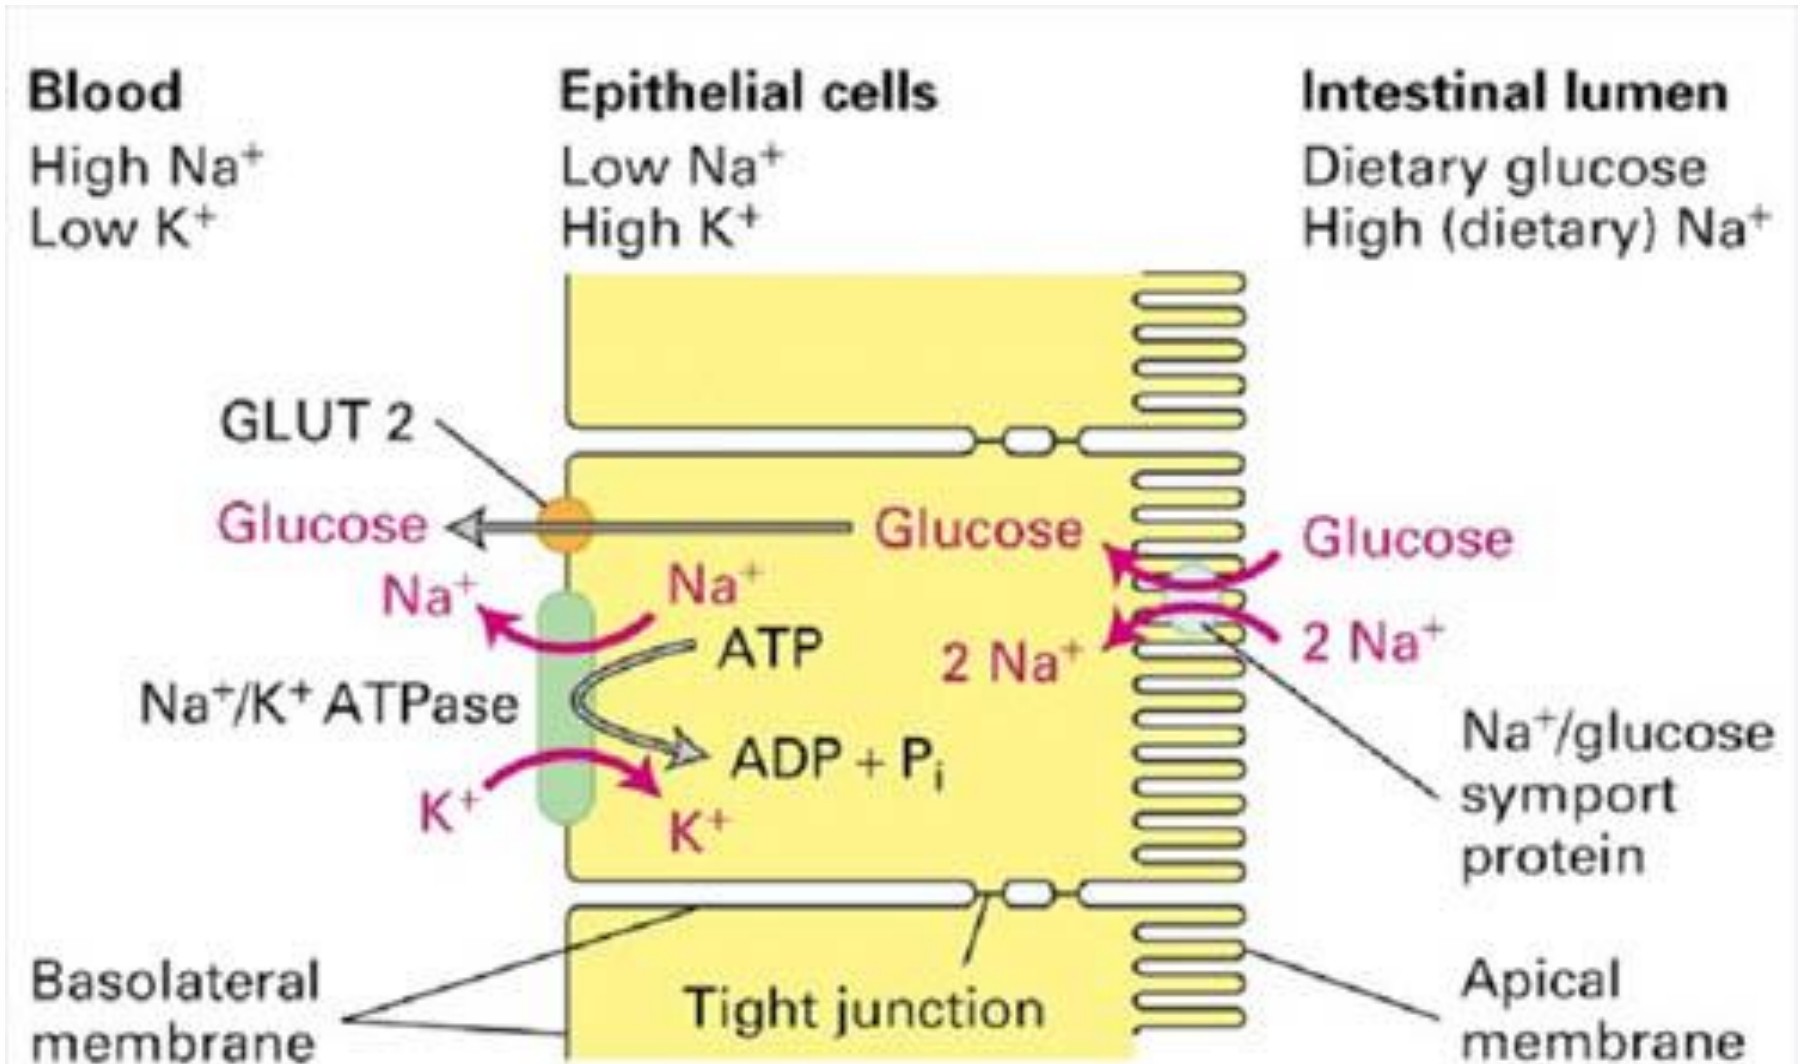 Blood
High Na⁺
Low K⁺
Epithelial cells
Low Na⁺
High K⁺
Intestinal lumen
Dietary glucose
High (dietary) Na⁺
GLUT 2
Glucose
Glucose
Glucose
Na⁺
Na⁺
ATP
2 Na⁺
2 Na⁺
Na⁺/K⁺ ATPase
ADP + Pᵢ
K⁺
K⁺
Na⁺/glucose
symport
protein
Basolateral
membrane
Tight junction
Apical
membrane